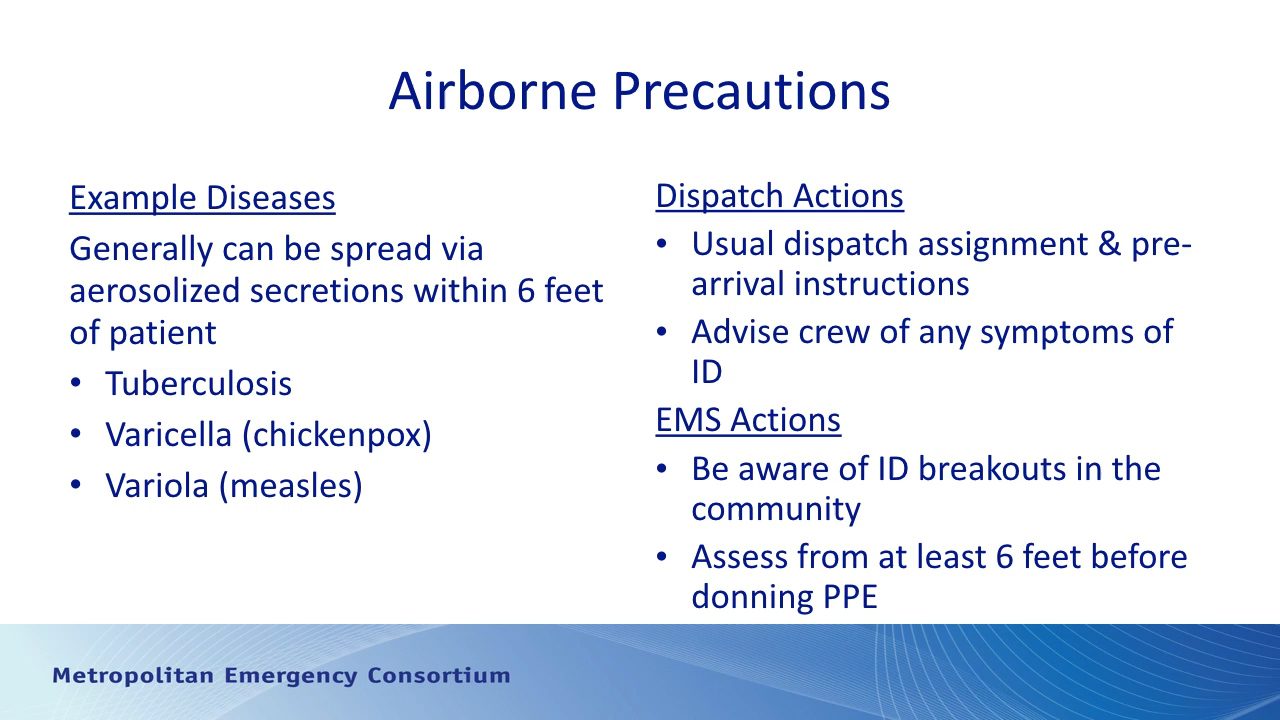 Airborne Precautions
Example Diseases
Generally can be spread via
aerosolized secretions within 6 feet
of patient
• Tuberculosis
• Varicella (chickenpox)
• Variola (measles)
Dispatch Actions
• Usual dispatch assignment & pre-
arrival instructions
• Advise crew of any symptoms of
ID
EMS Actions
• Be aware of ID breakouts in the
community
• Assess from at least 6 feet before
donning PPE
Metropolitan Emergency Consortium